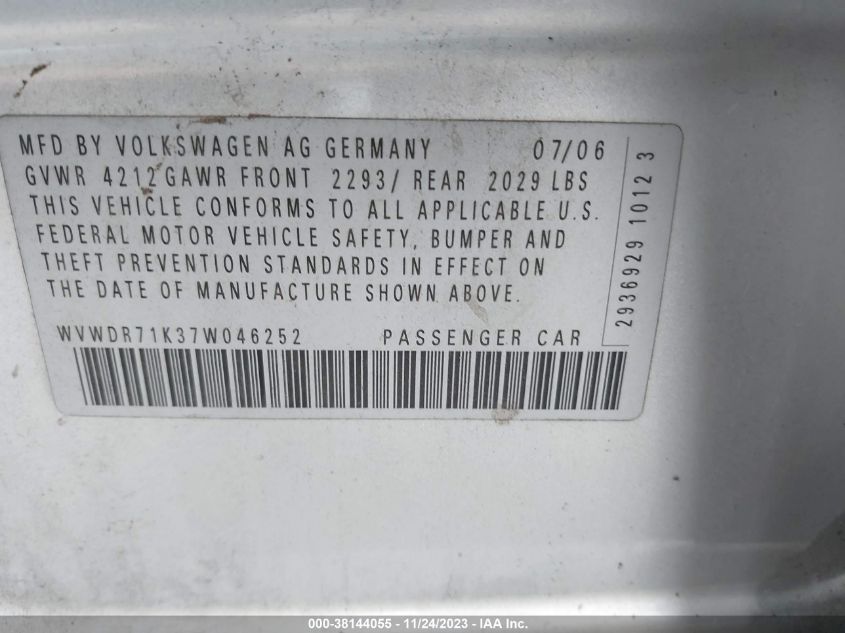 MFD BY VOLKSWAGEN AG GERMANY 07/06
GVWR 4212 GAWR FRONT 2293/ REAR 2029 LBS
THIS VEHICLE CONFORMS TO ALL APPLICABLE U.S.
FEDERAL MOTOR VEHICLE SAFETY, BUMPER AND
THEFT PREVENTION STANDARDS IN EFFECT ON
THE DATE OF MANUFACTURE SHOWN ABOVE.
WVWDR71K37W046252 PASSENGER CAR
2936929 1012 3
000-38144055 - 11/24/2023 - IAA Inc.